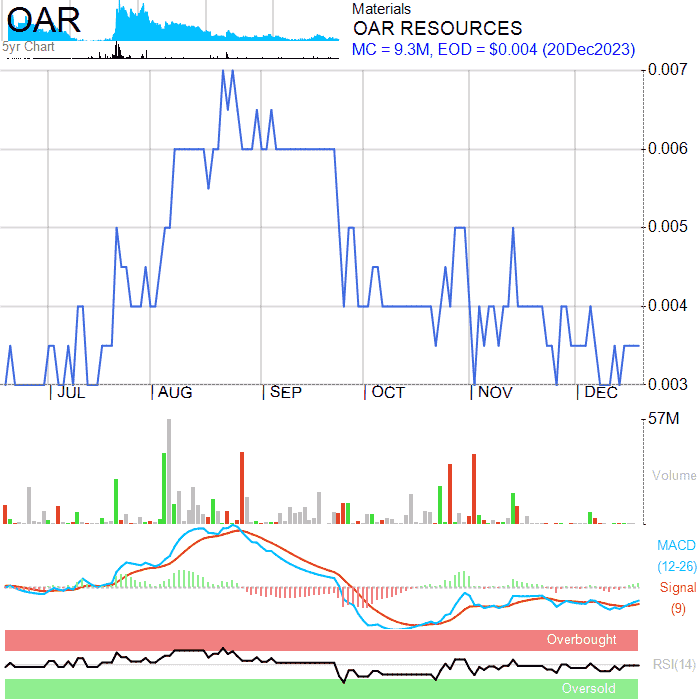 OAR
5yr Chart
Materials
OAR RESOURCES
MC = 9.3M, EOD = $0.004 (20Dec2023)
0.007
0.006
0.005
0.004
0.003
JUL AUG SEP OCT NOV DEC
57M
Volume
MACD
(12-26)
Signal
(9)
Overbought
RSI(14)
Oversold